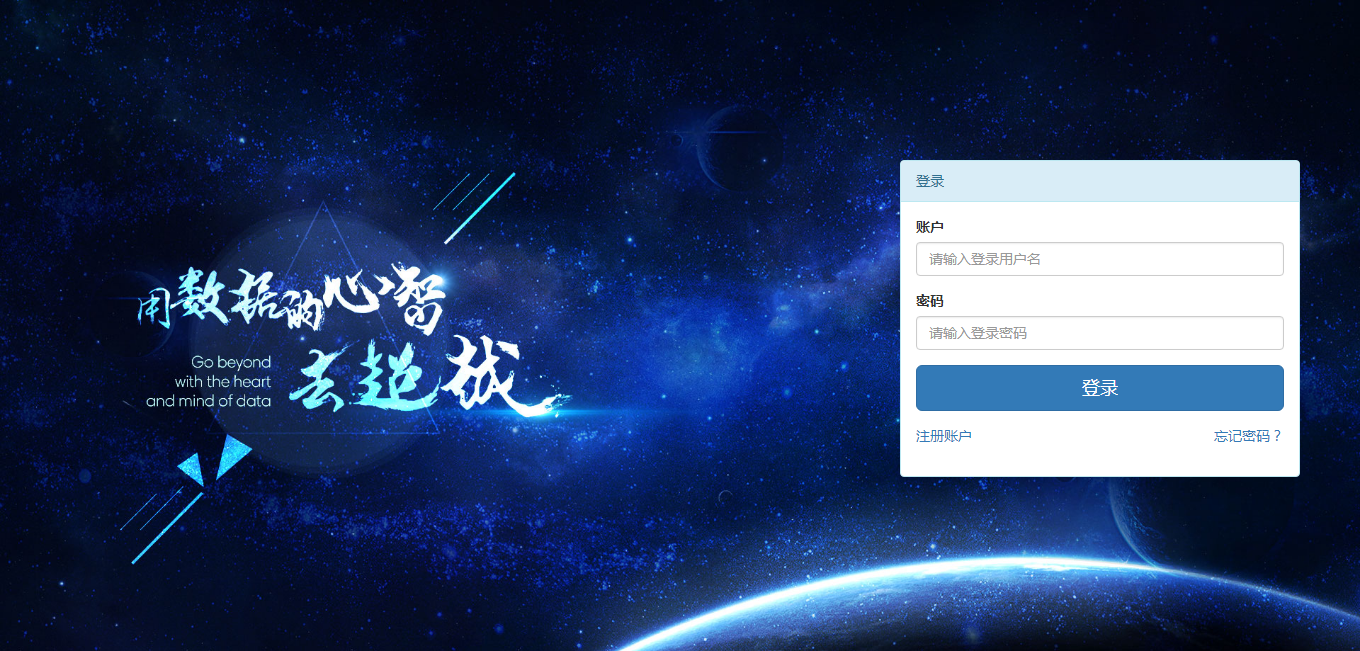 用数据的心智
去超越
Go beyond
with the heart
and mind of data
登录
账户
请输入登录用户名
密码
请输入登录密码
登录
注册账户
忘记密码？